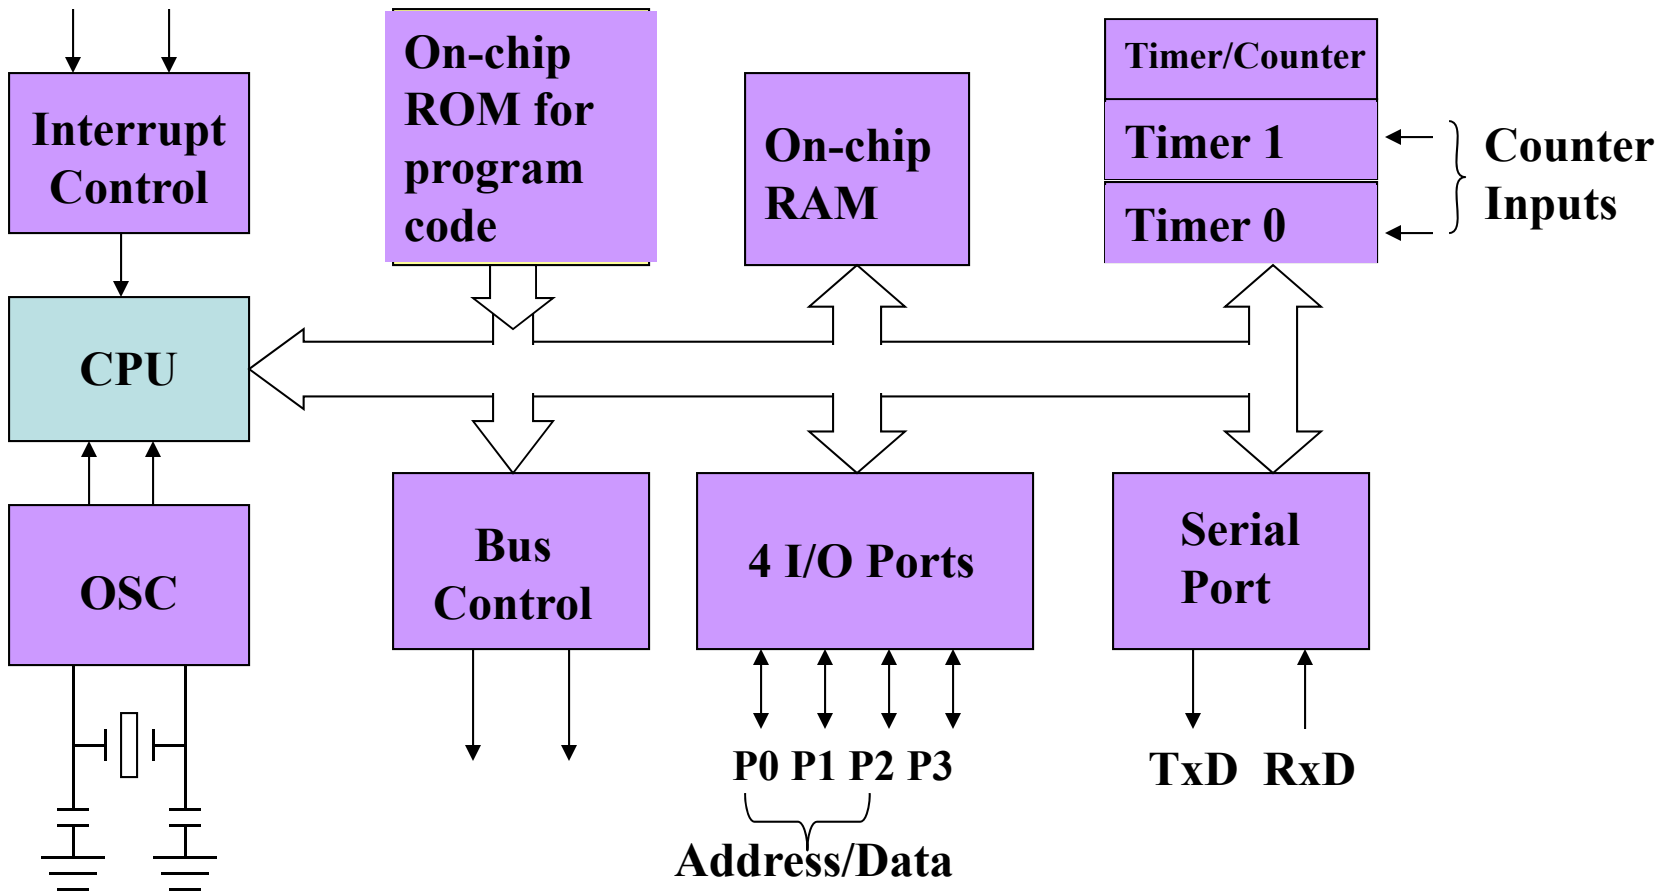 Interrupt
Control
On-chip
ROM for
program
code
On-chip
RAM
Timer/Counter
Timer 1
Timer 0
Counter
Inputs
CPU
OSC
Bus
Control
4 I/O Ports
Serial
Port
P0 P1 P2 P3
TxD RxD
Address/Data